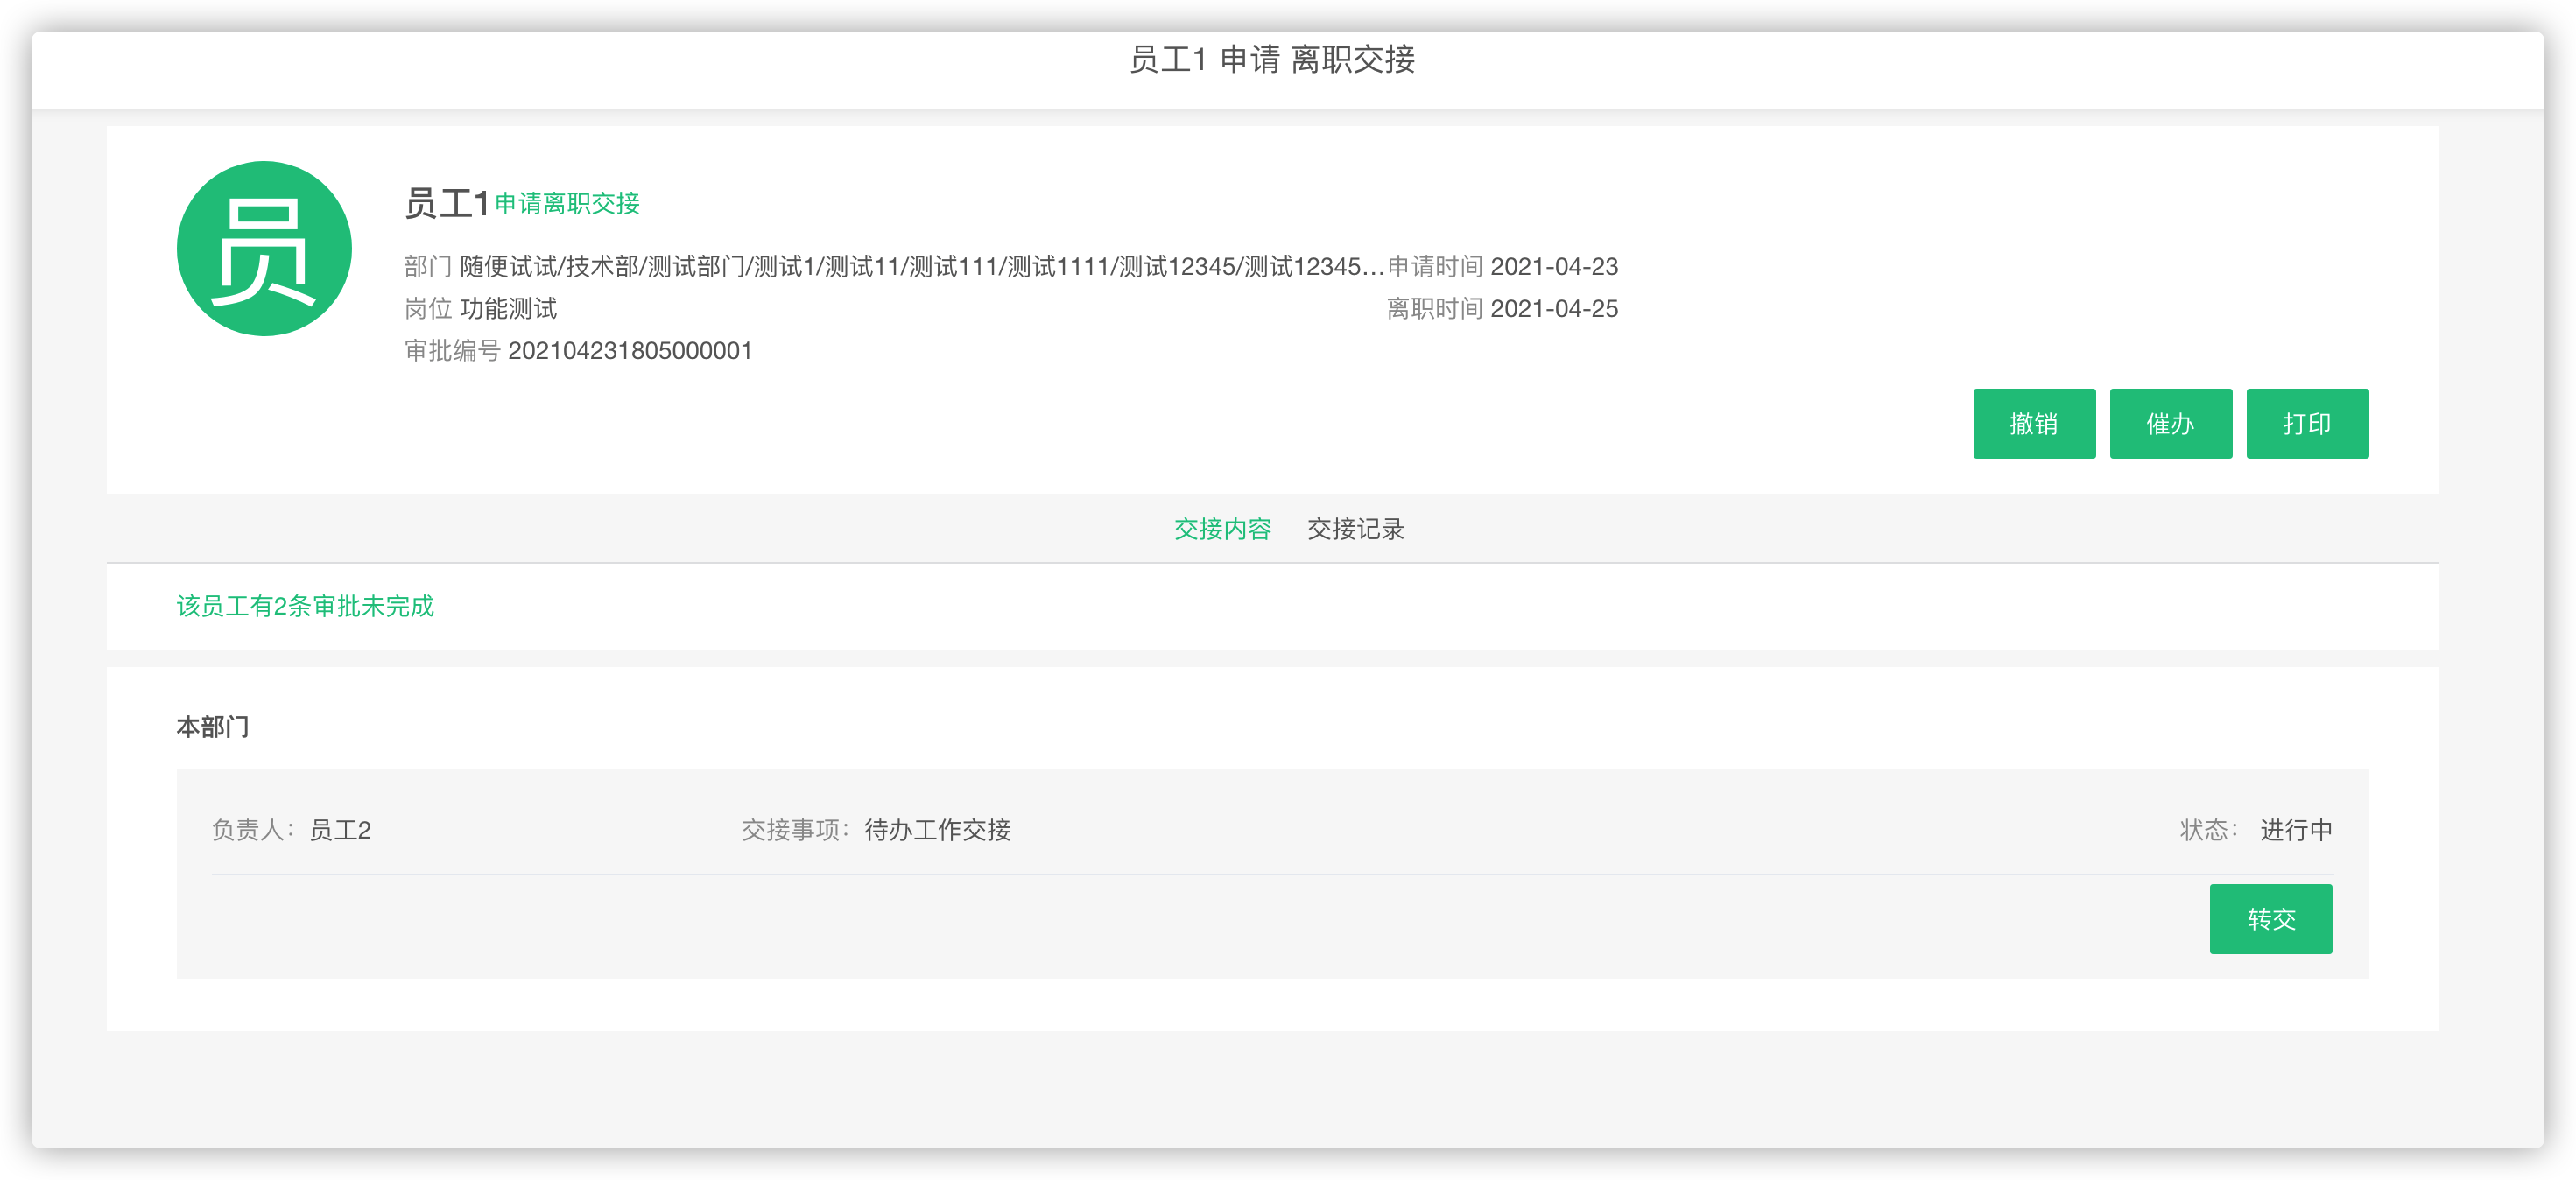 员工1 申请 离职交接
员
员工1申请离职交接
部门 随便试试/技术部/测试部门/测试1/测试11/测试111/测试1111/测试12345/测试12345... 申请时间 2021-04-23
岗位 功能测试 离职时间 2021-04-25
审批编号 202104231805000001
撤销 催办 打印
交接内容 交接记录
该员工有2条审批未完成
本部门
负责人： 员工2 交接事项： 待办工作交接 状态： 进行中
转交